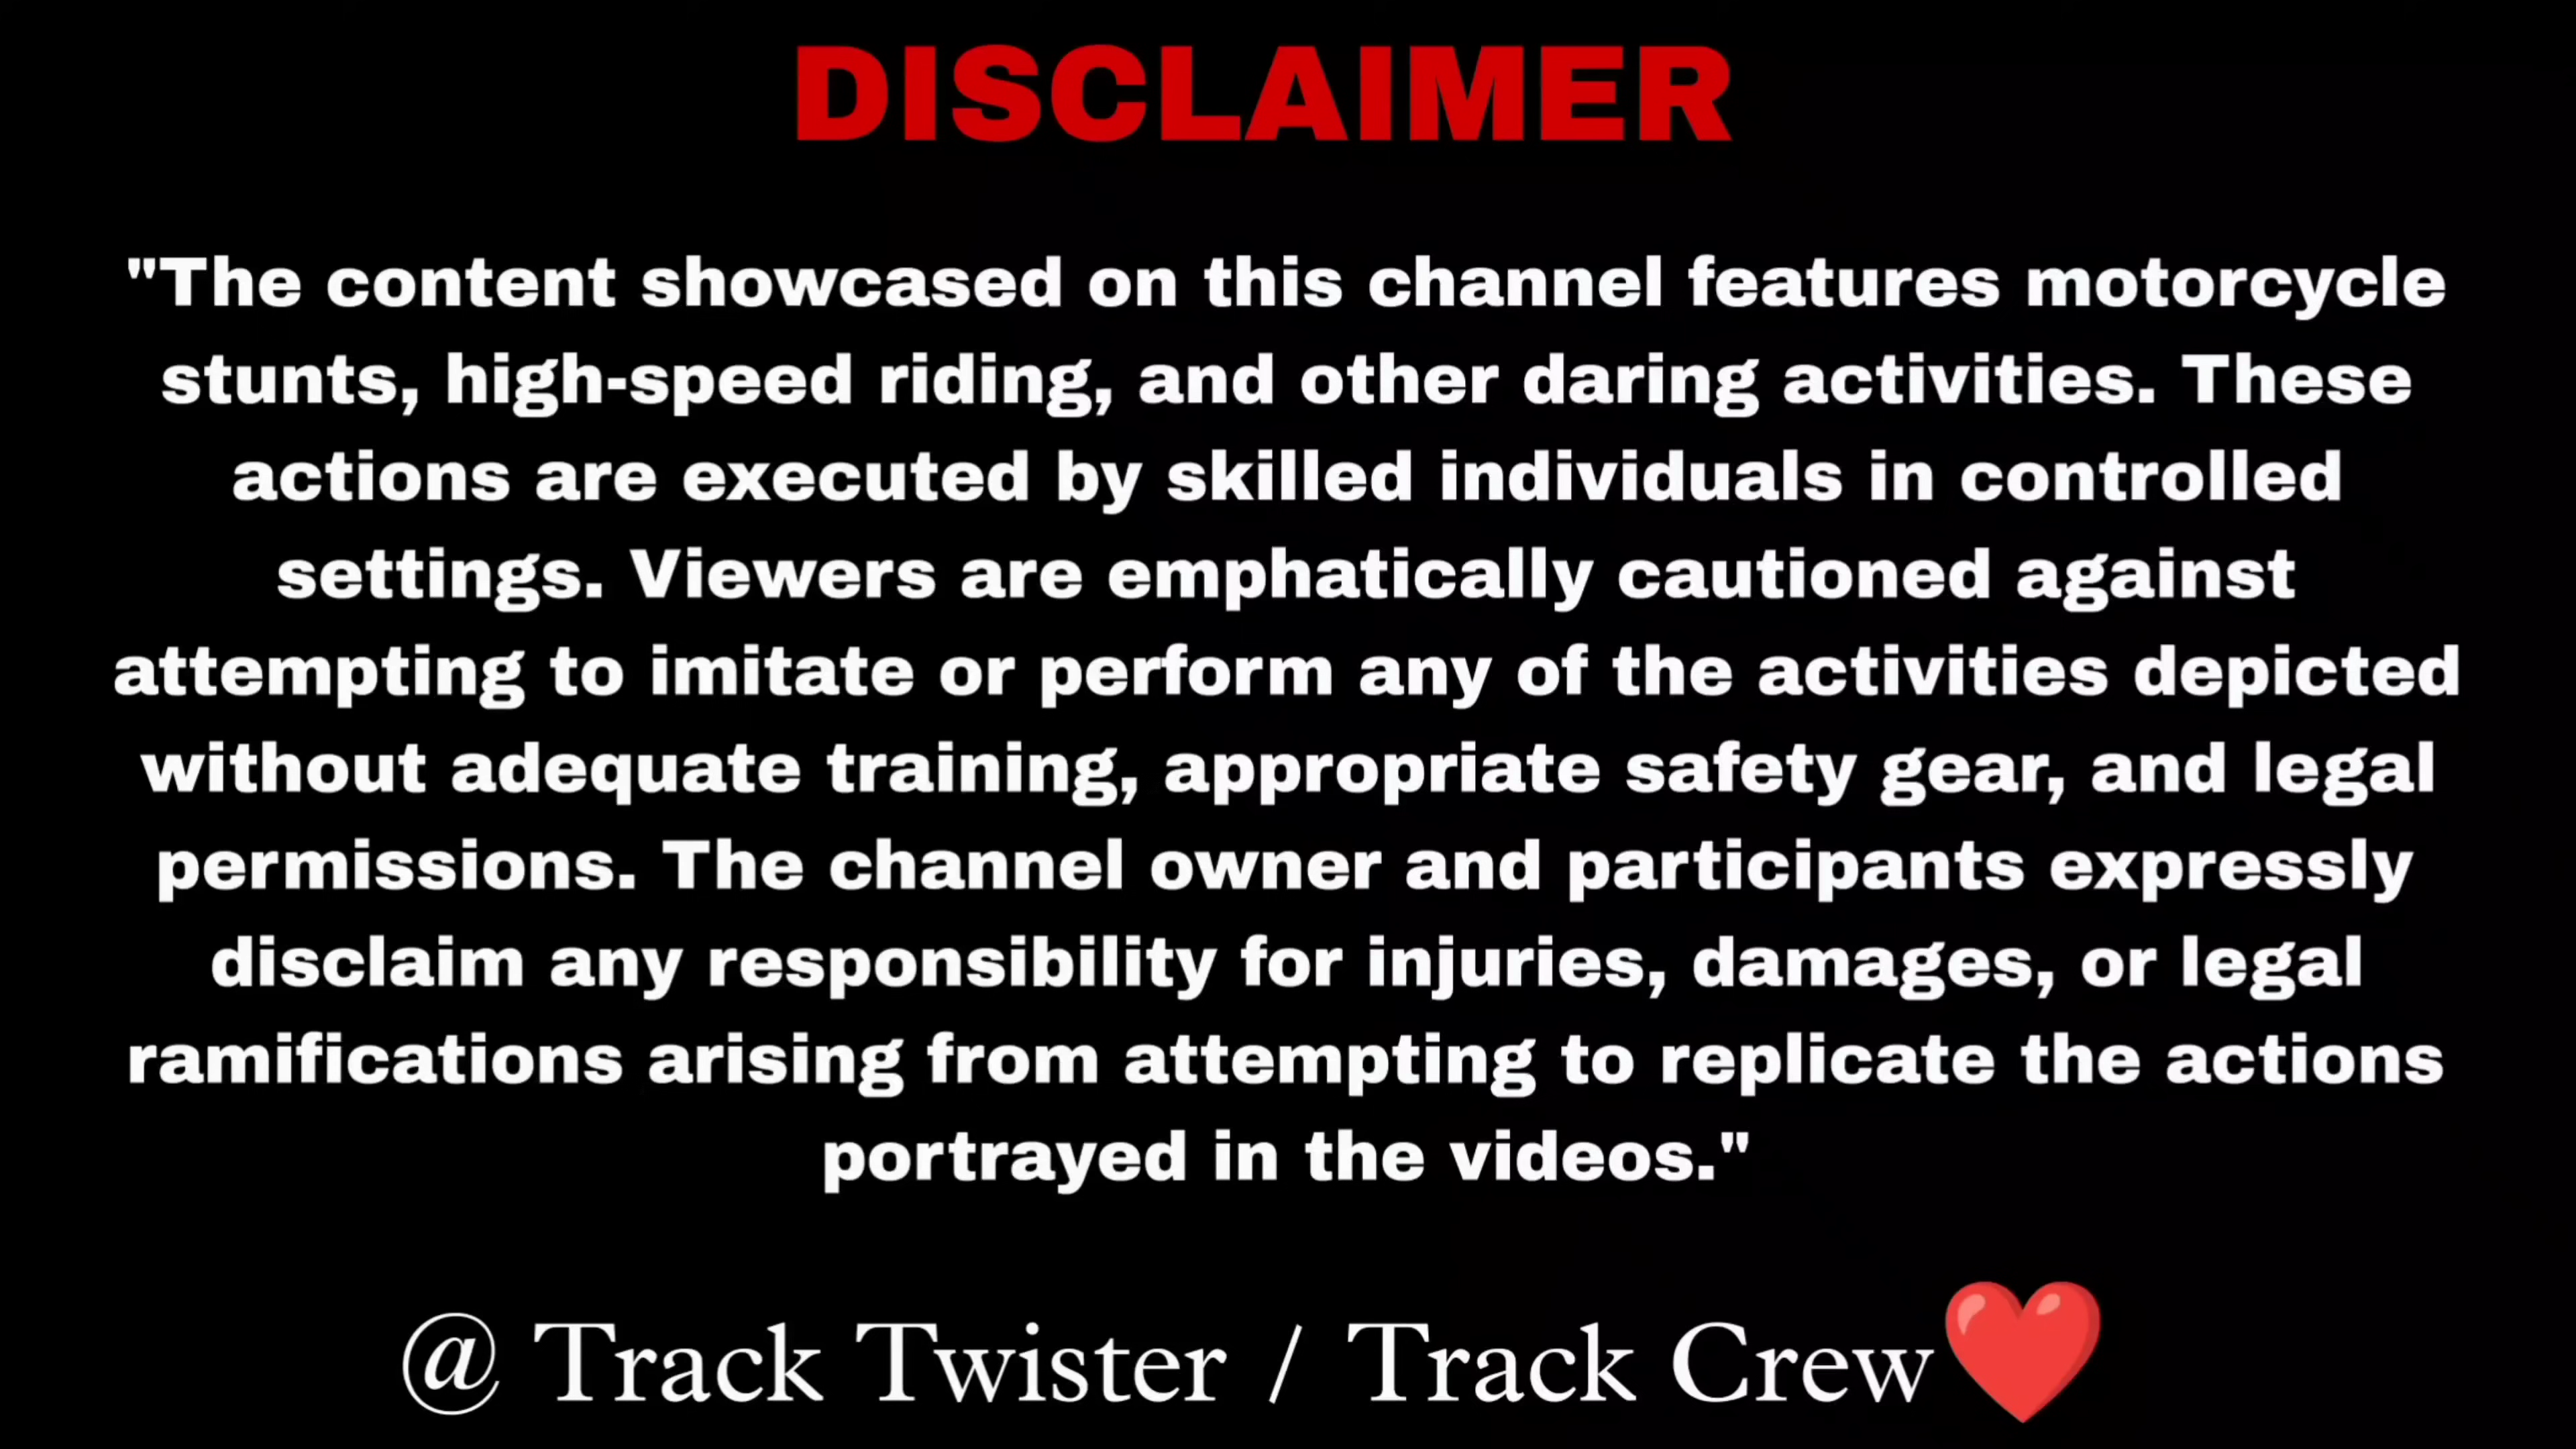 DISCLAIMER
"The content showcased on this channel features motorcycle
stunts, high-speed riding, and other daring activities. These
actions are executed by skilled individuals in controlled
settings. Viewers are emphatically cautioned against
attempting to imitate or perform any of the activities depicted
without adequate training, appropriate safety gear, and legal
permissions. The channel owner and participants expressly
disclaim any responsibility for injuries, damages, or legal
ramifications arising from attempting to replicate the actions
portrayed in the videos."
@ Track Twister / Track Crew❤️